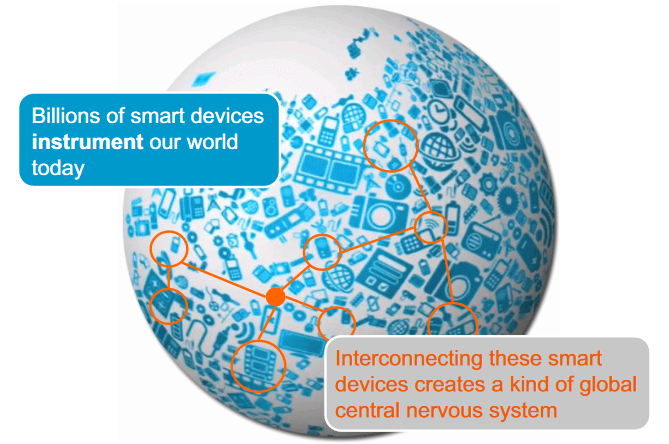 Billions of smart devices
instrument our world
today
Interconnecting these smart
devices creates a kind of global
central nervous system